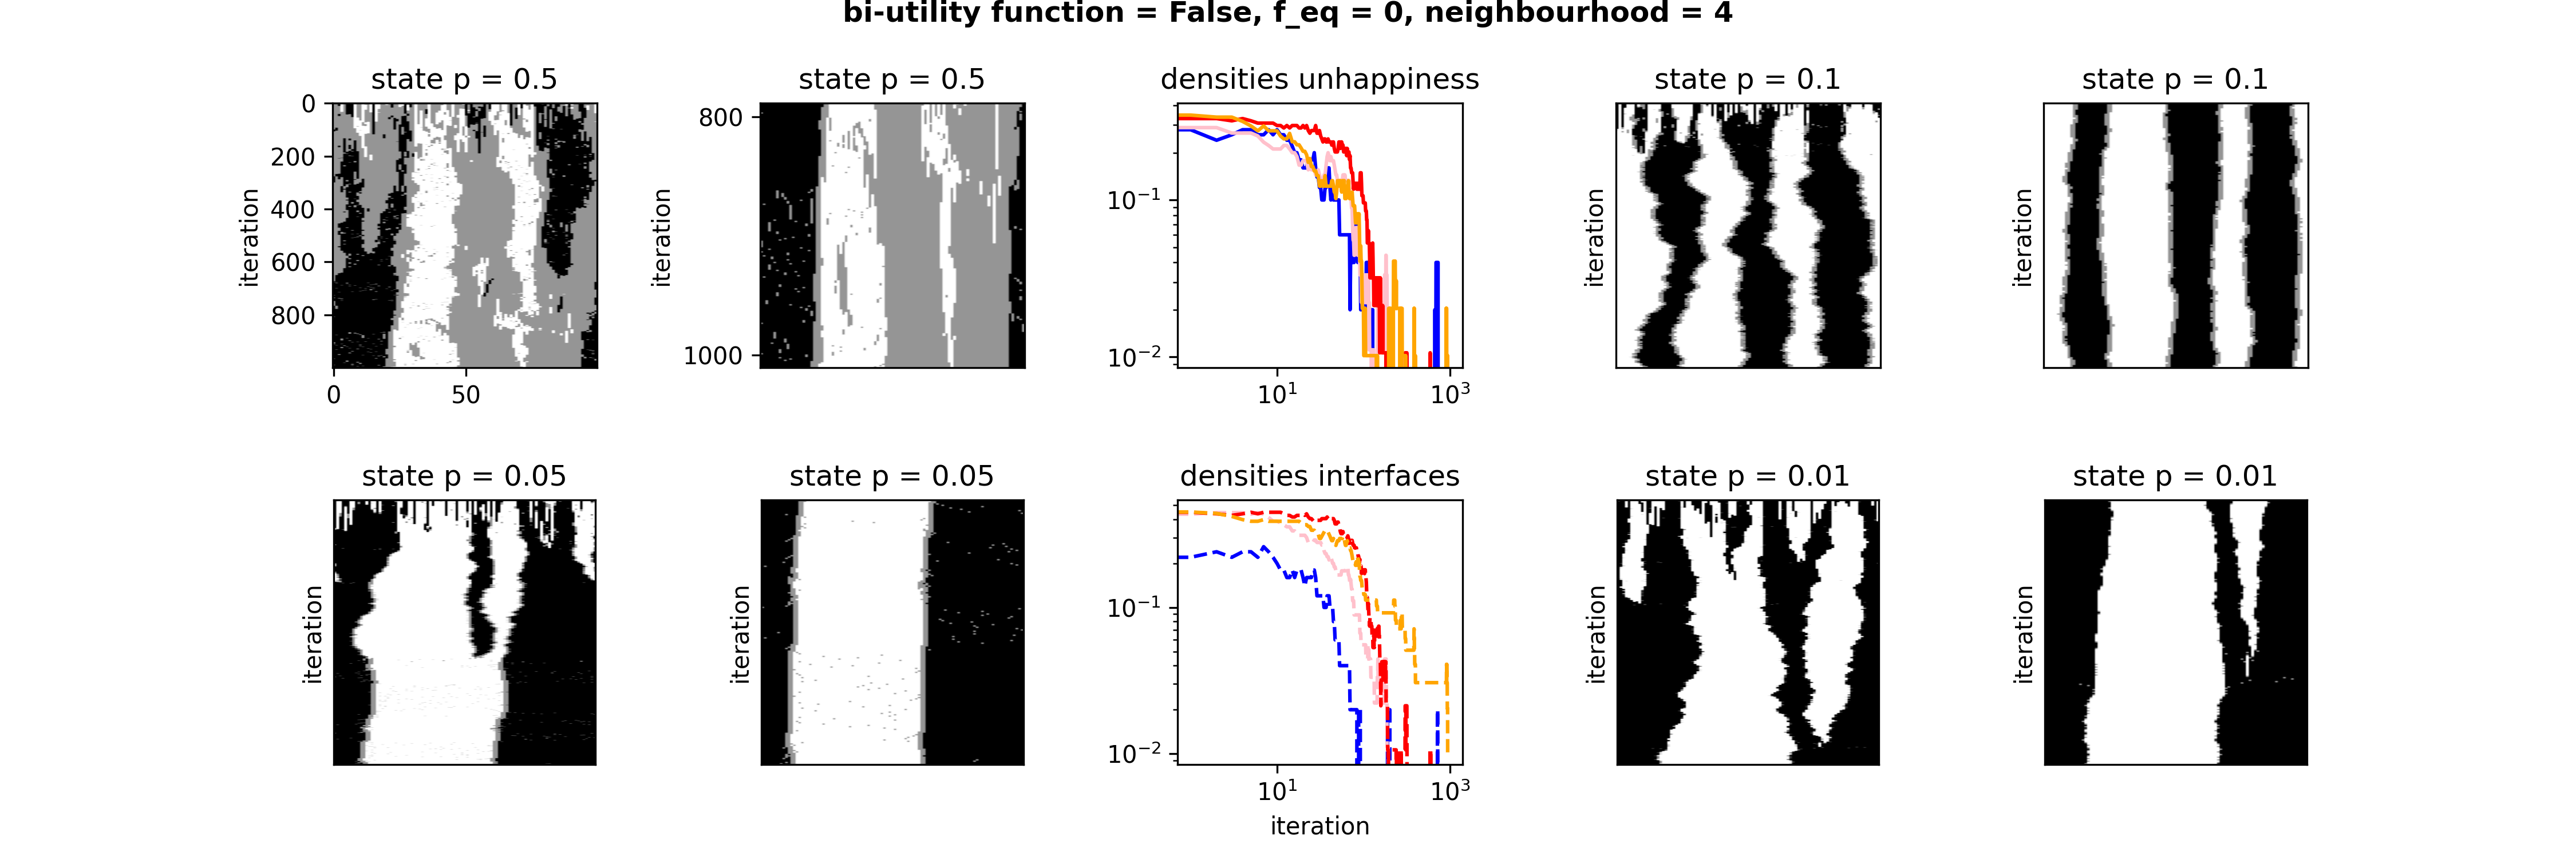 bi-utility function = False, f_eq = 0, neighbourhood = 4
state p = 0.5
0
200
400
600
800
iteration
0
50
state p = 0.5
800
1000
iteration
densities unhappiness
10⁻¹
10⁻²
10¹
10³
state p = 0.1
iteration
state p = 0.1
iteration
state p = 0.05
iteration
state p = 0.05
iteration
densities interfaces
10⁻¹
10⁻²
10¹
10³
iteration
state p = 0.01
iteration
state p = 0.01
iteration